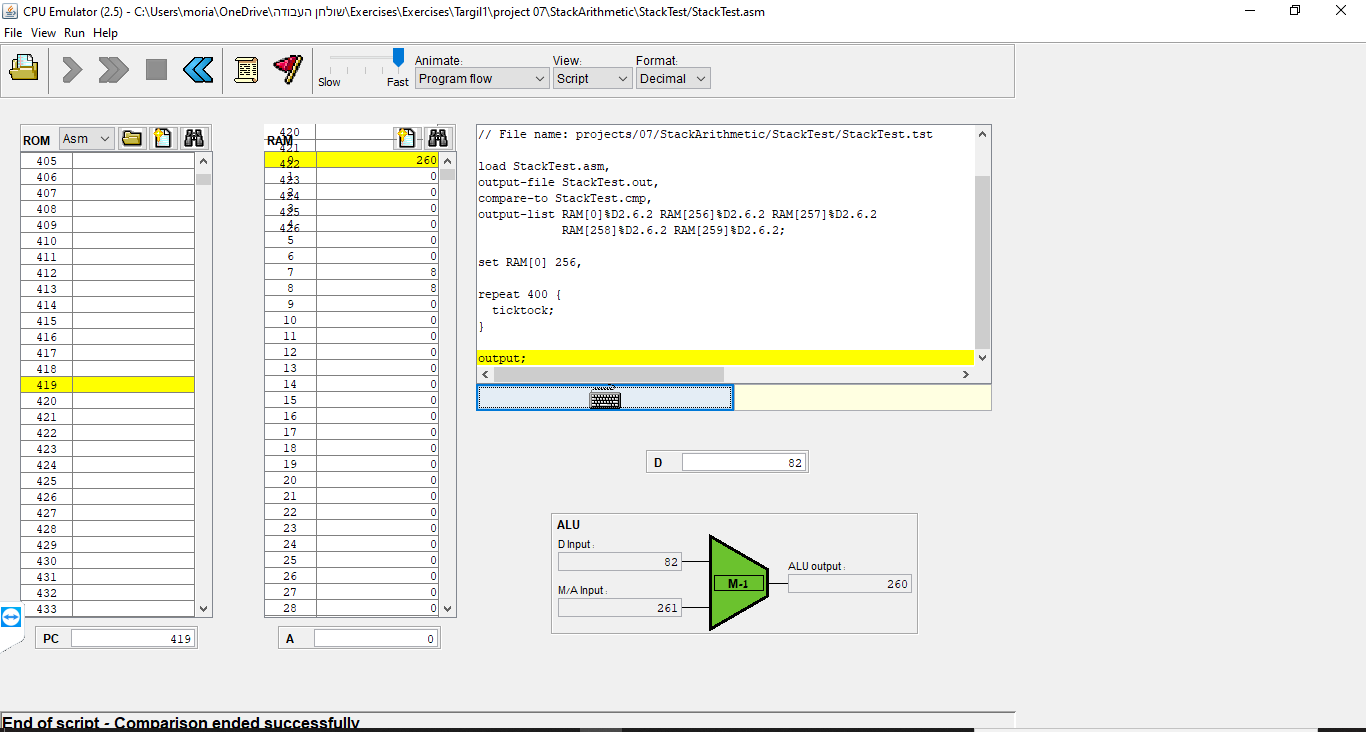 CPU Emulator (2.5) - C:\Users\moria\OneDrive\שולחן העבודה\Exercises\Exercises\Targil1\project 07\StackArithmetic\StackTest/StackTest.asm
File View Run Help
Slow Fast
Animate: View: Format:
Program flow Script Decimal
ROM Asm
405
406
407
408
409
410
411
412
413
414
415
416
417
418
419
420
421
422
423
424
425
426
427
428
429
430
431
432
433
PC 419
RAM
420
421
422
423
424
425
426
0 260
1 0
2 0
3 0
4 0
5 0
6 0
7 8
8 8
9 0
10 0
11 0
12 0
13 0
14 0
15 0
16 0
17 0
18 0
19 0
20 0
21 0
22 0
23 0
24 0
25 0
26 0
27 0
28 0
A 0
// File name: projects/07/StackArithmetic/StackTest/StackTest.tst
load StackTest.asm,
output-file StackTest.out,
compare-to StackTest.cmp,
output-list RAM[0]%D2.6.2 RAM[256]%D2.6.2 RAM[257]%D2.6.2
RAM[258]%D2.6.2 RAM[259]%D2.6.2;
set RAM[0] 256,
repeat 400 {
ticktock;
}
output;
D 82
ALU
D Input :
82
M/A Input :
261
M-1
ALU output :
260
End of script - Comparison ended successfully